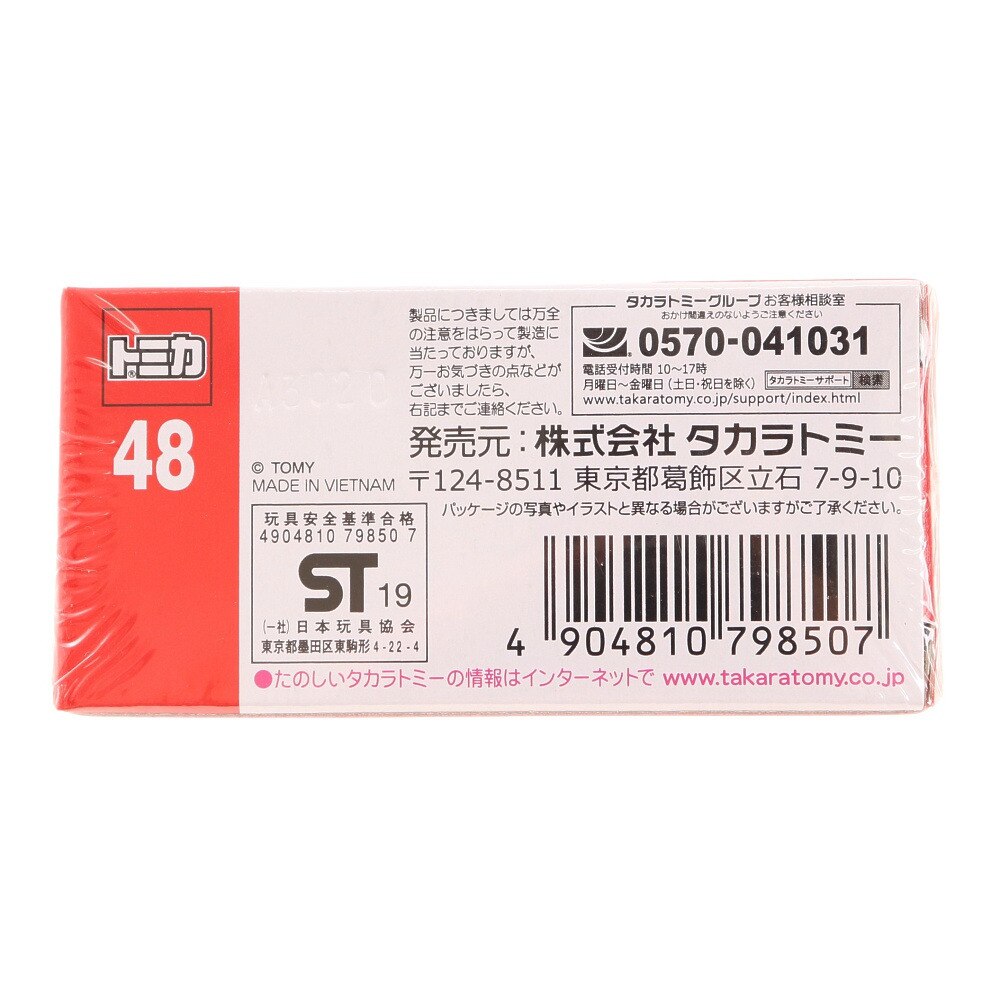 トミカ
®
48
製品につきましては万全
の注意をはらって製造に
当たっておりますが、
万一お気づきの点などが
ございましたら、
右記までご連絡ください。
タカラトミーグループ お客様相談室
おかけ間違えのないようご注意ください
0570-041031
電話受付時間 10〜17時
月曜日〜金曜日（土日・祝日を除く）
タカラトミーサポート 検索
www.takaratomy.co.jp/support/index.html
発売元：株式会社 タカラトミー
© TOMY
MADE IN VIETNAM
〒124-8511 東京都葛飾区立石 7-9-10
パッケージの写真やイラストと異なる場合がございますがご了承ください。
玩具安全基準合格
4904810 79850 7
ST 19
(一社) 日本玩具協会
東京都墨田区東駒形4-22-4
4 904810 798507
●たのしいタカラトミーの情報はインターネットで www.takaratomy.co.jp